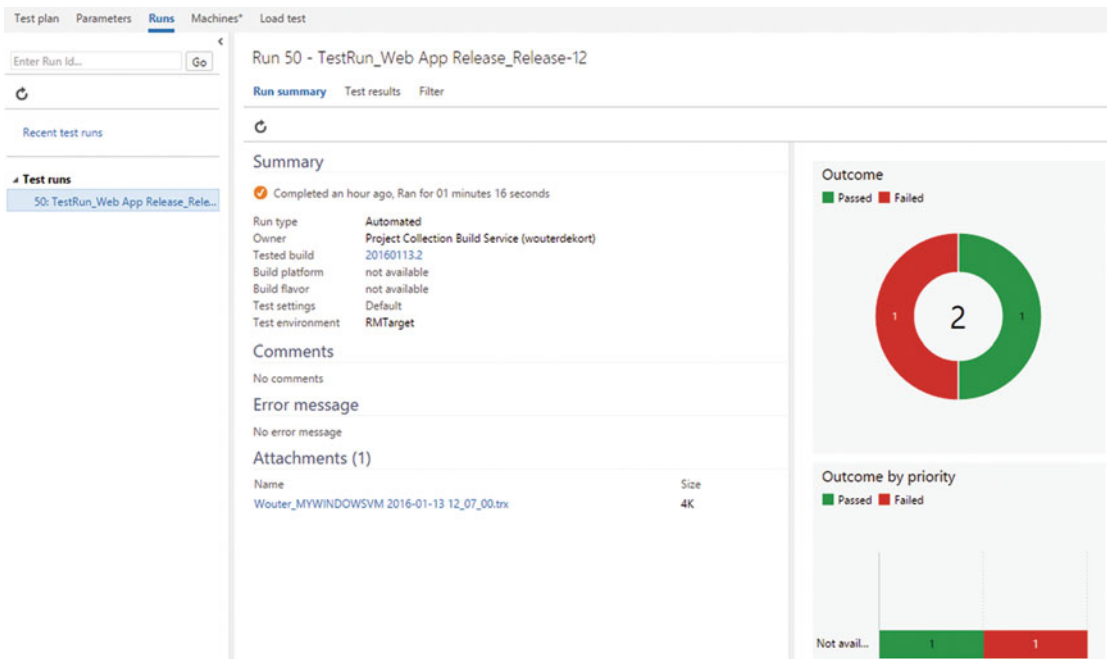 Test plan Parameters Runs Machines* Load test
Enter Run Id... Go
Recent test runs
Test runs
50: TestRun_Web App Release_Rele...
Run 50 - TestRun_Web App Release_Release-12
Run summary Test results Filter
Summary
Completed an hour ago, Ran for 01 minutes 16 seconds
Run type Automated
Owner Project Collection Build Service (wouterdekort)
Tested build 20160113.2
Build platform not available
Build flavor not available
Test settings Default
Test environment RMTarget
Comments
No comments
Error message
No error message
Attachments (1)
Name Size
Wouter_MYWINDOWSVM 2016-01-13 12_07_00.trx 4K
Outcome
Passed Failed
1 2 1
Outcome by priority
Passed Failed
Not avail... 1 1